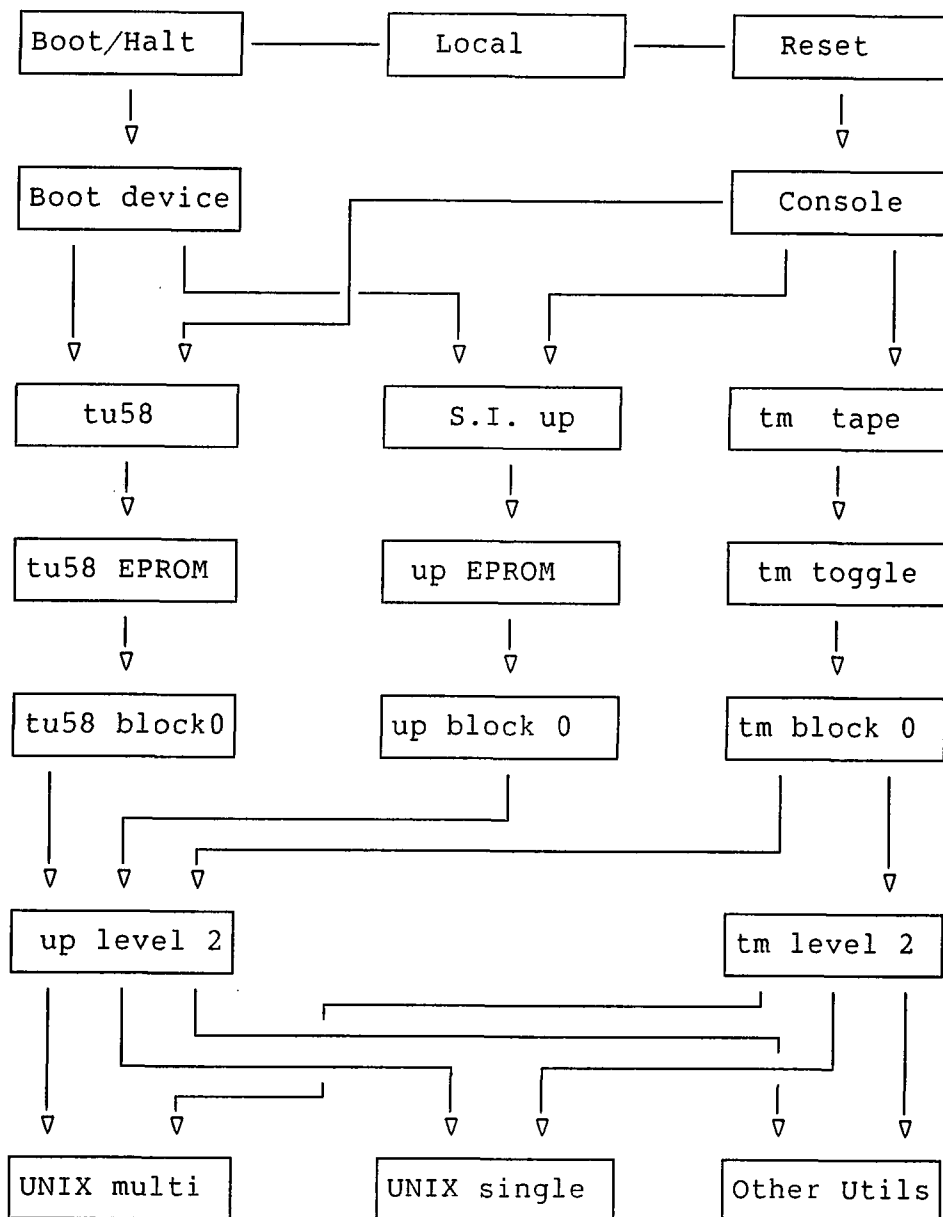 Boot/Halt Local Reset
Boot device Console
tu58 S.I. up tm tape
tu58 EPROM up EPROM tm toggle
tu58 block0 up block 0 tm block 0
up level 2 tm level 2
UNIX multi UNIX single Other Utils